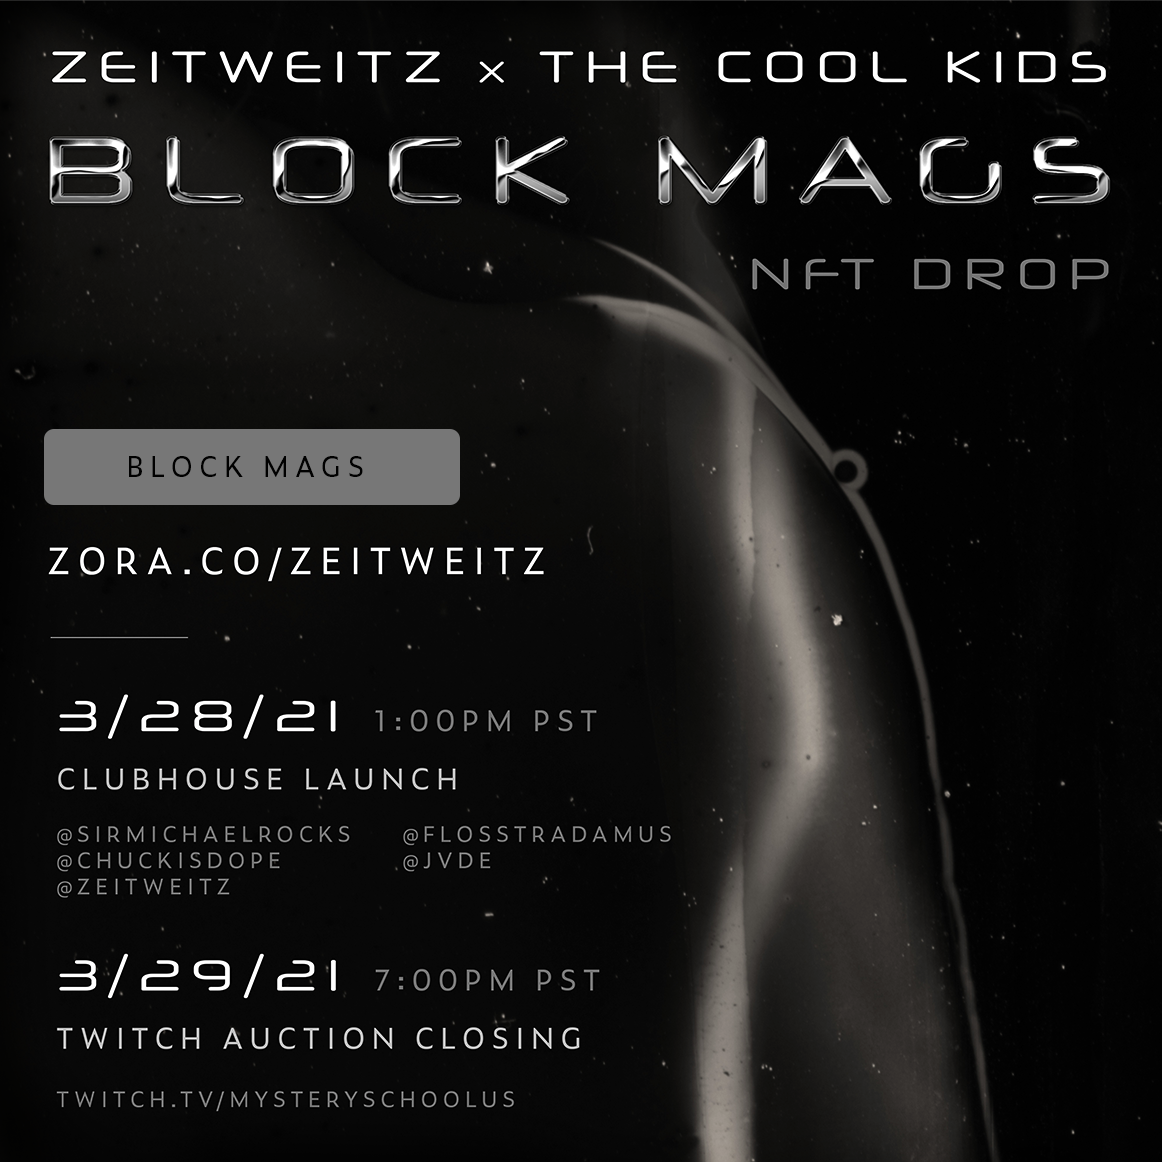 ZEITWEITZ x THE COOL KIDS
BLOCK MAGS
NFT DROP
BLOCK MAGS
ZORA.CO/ZEITWEITZ
3/28/21 1:00PM PST
CLUBHOUSE LAUNCH
@SIRMICHAELROCKS @FLOSSTRADAMUS
@CHUCKISDOPE @JVDE
@ZEITWEITZ
3/29/21 7:00PM PST
TWITCH AUCTION CLOSING
TWITCH.TV/MYSTERYSCHOOLUS